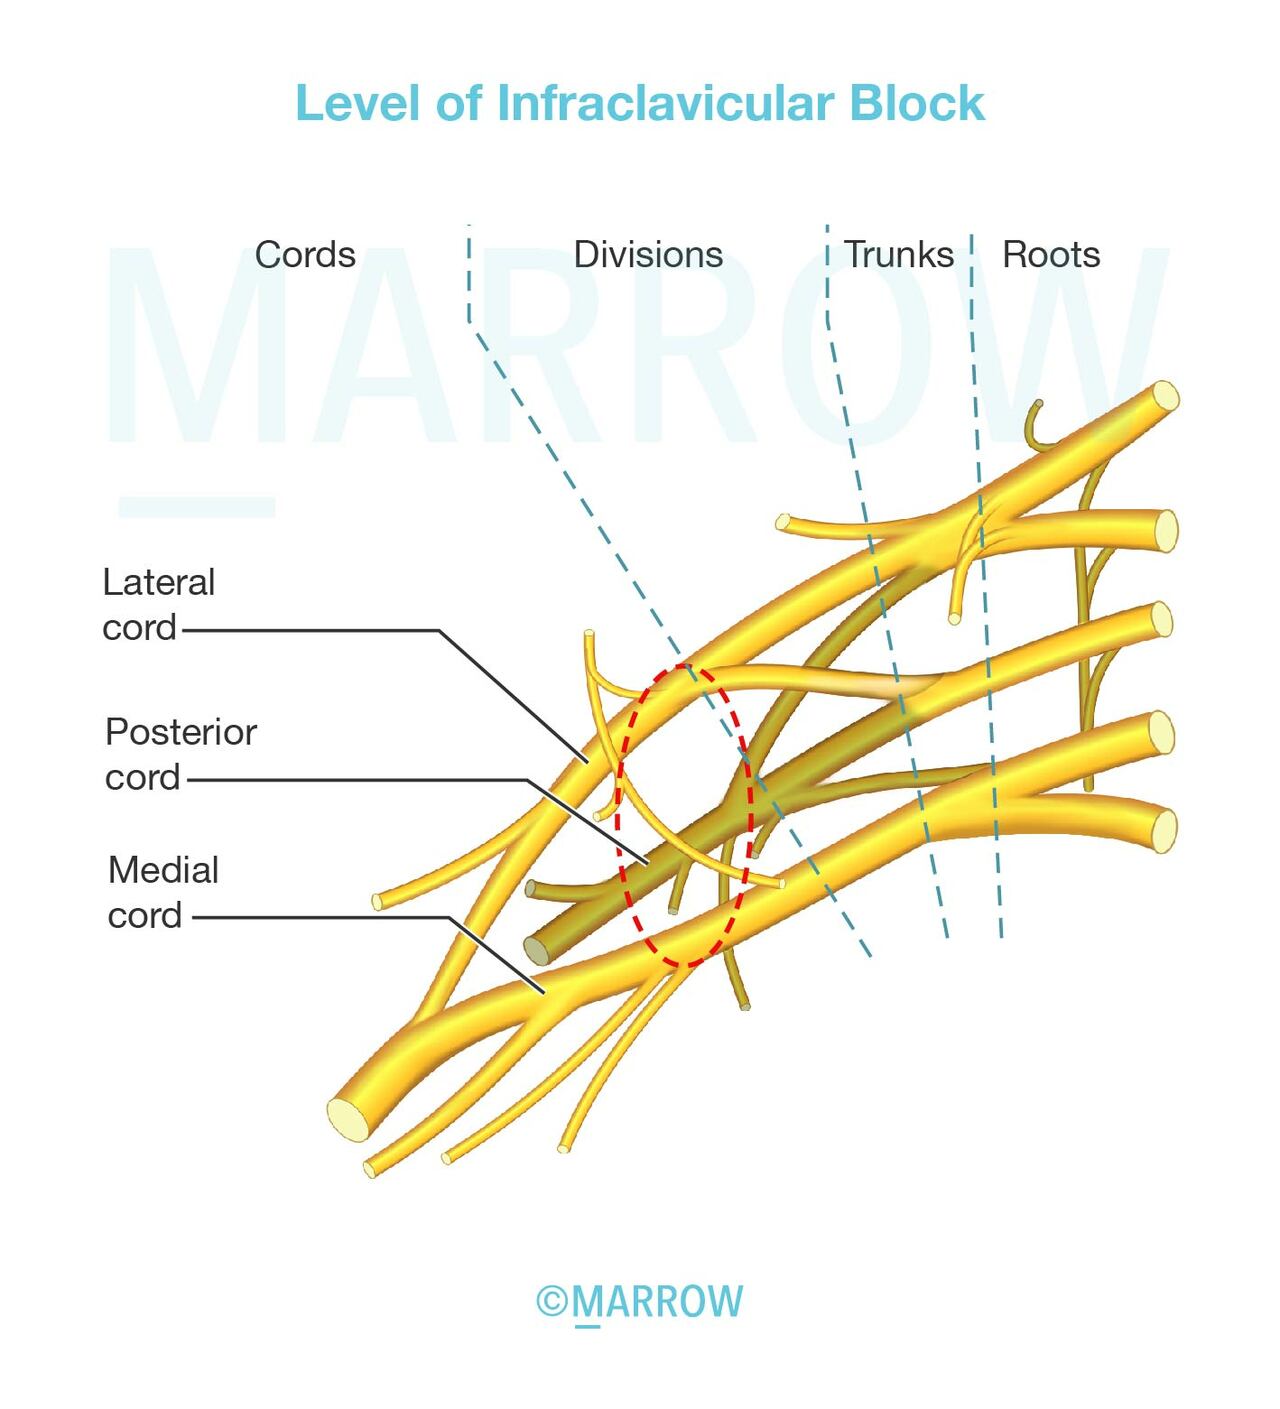 Level of Infraclavicular Block
Cords
Divisions
Trunks
Roots
MARROW
Lateral
cord
Posterior
cord
Medial
cord
©MARROW